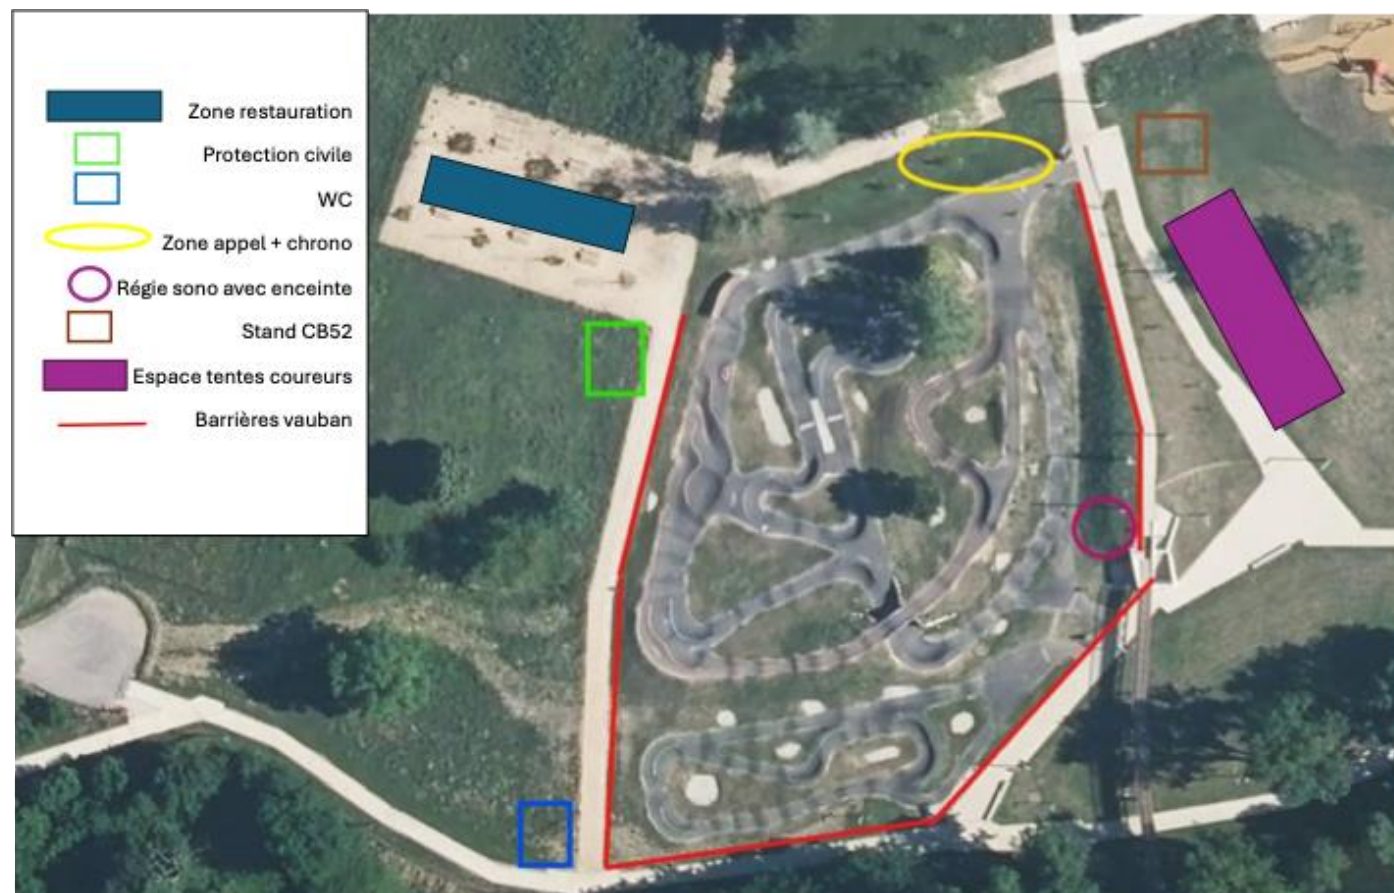 Zone restauration
Protection civile
WC
Zone appel + chrono
Régie sono avec enceinte
Stand CB52
Espace tentes coureurs
Barrières vauban